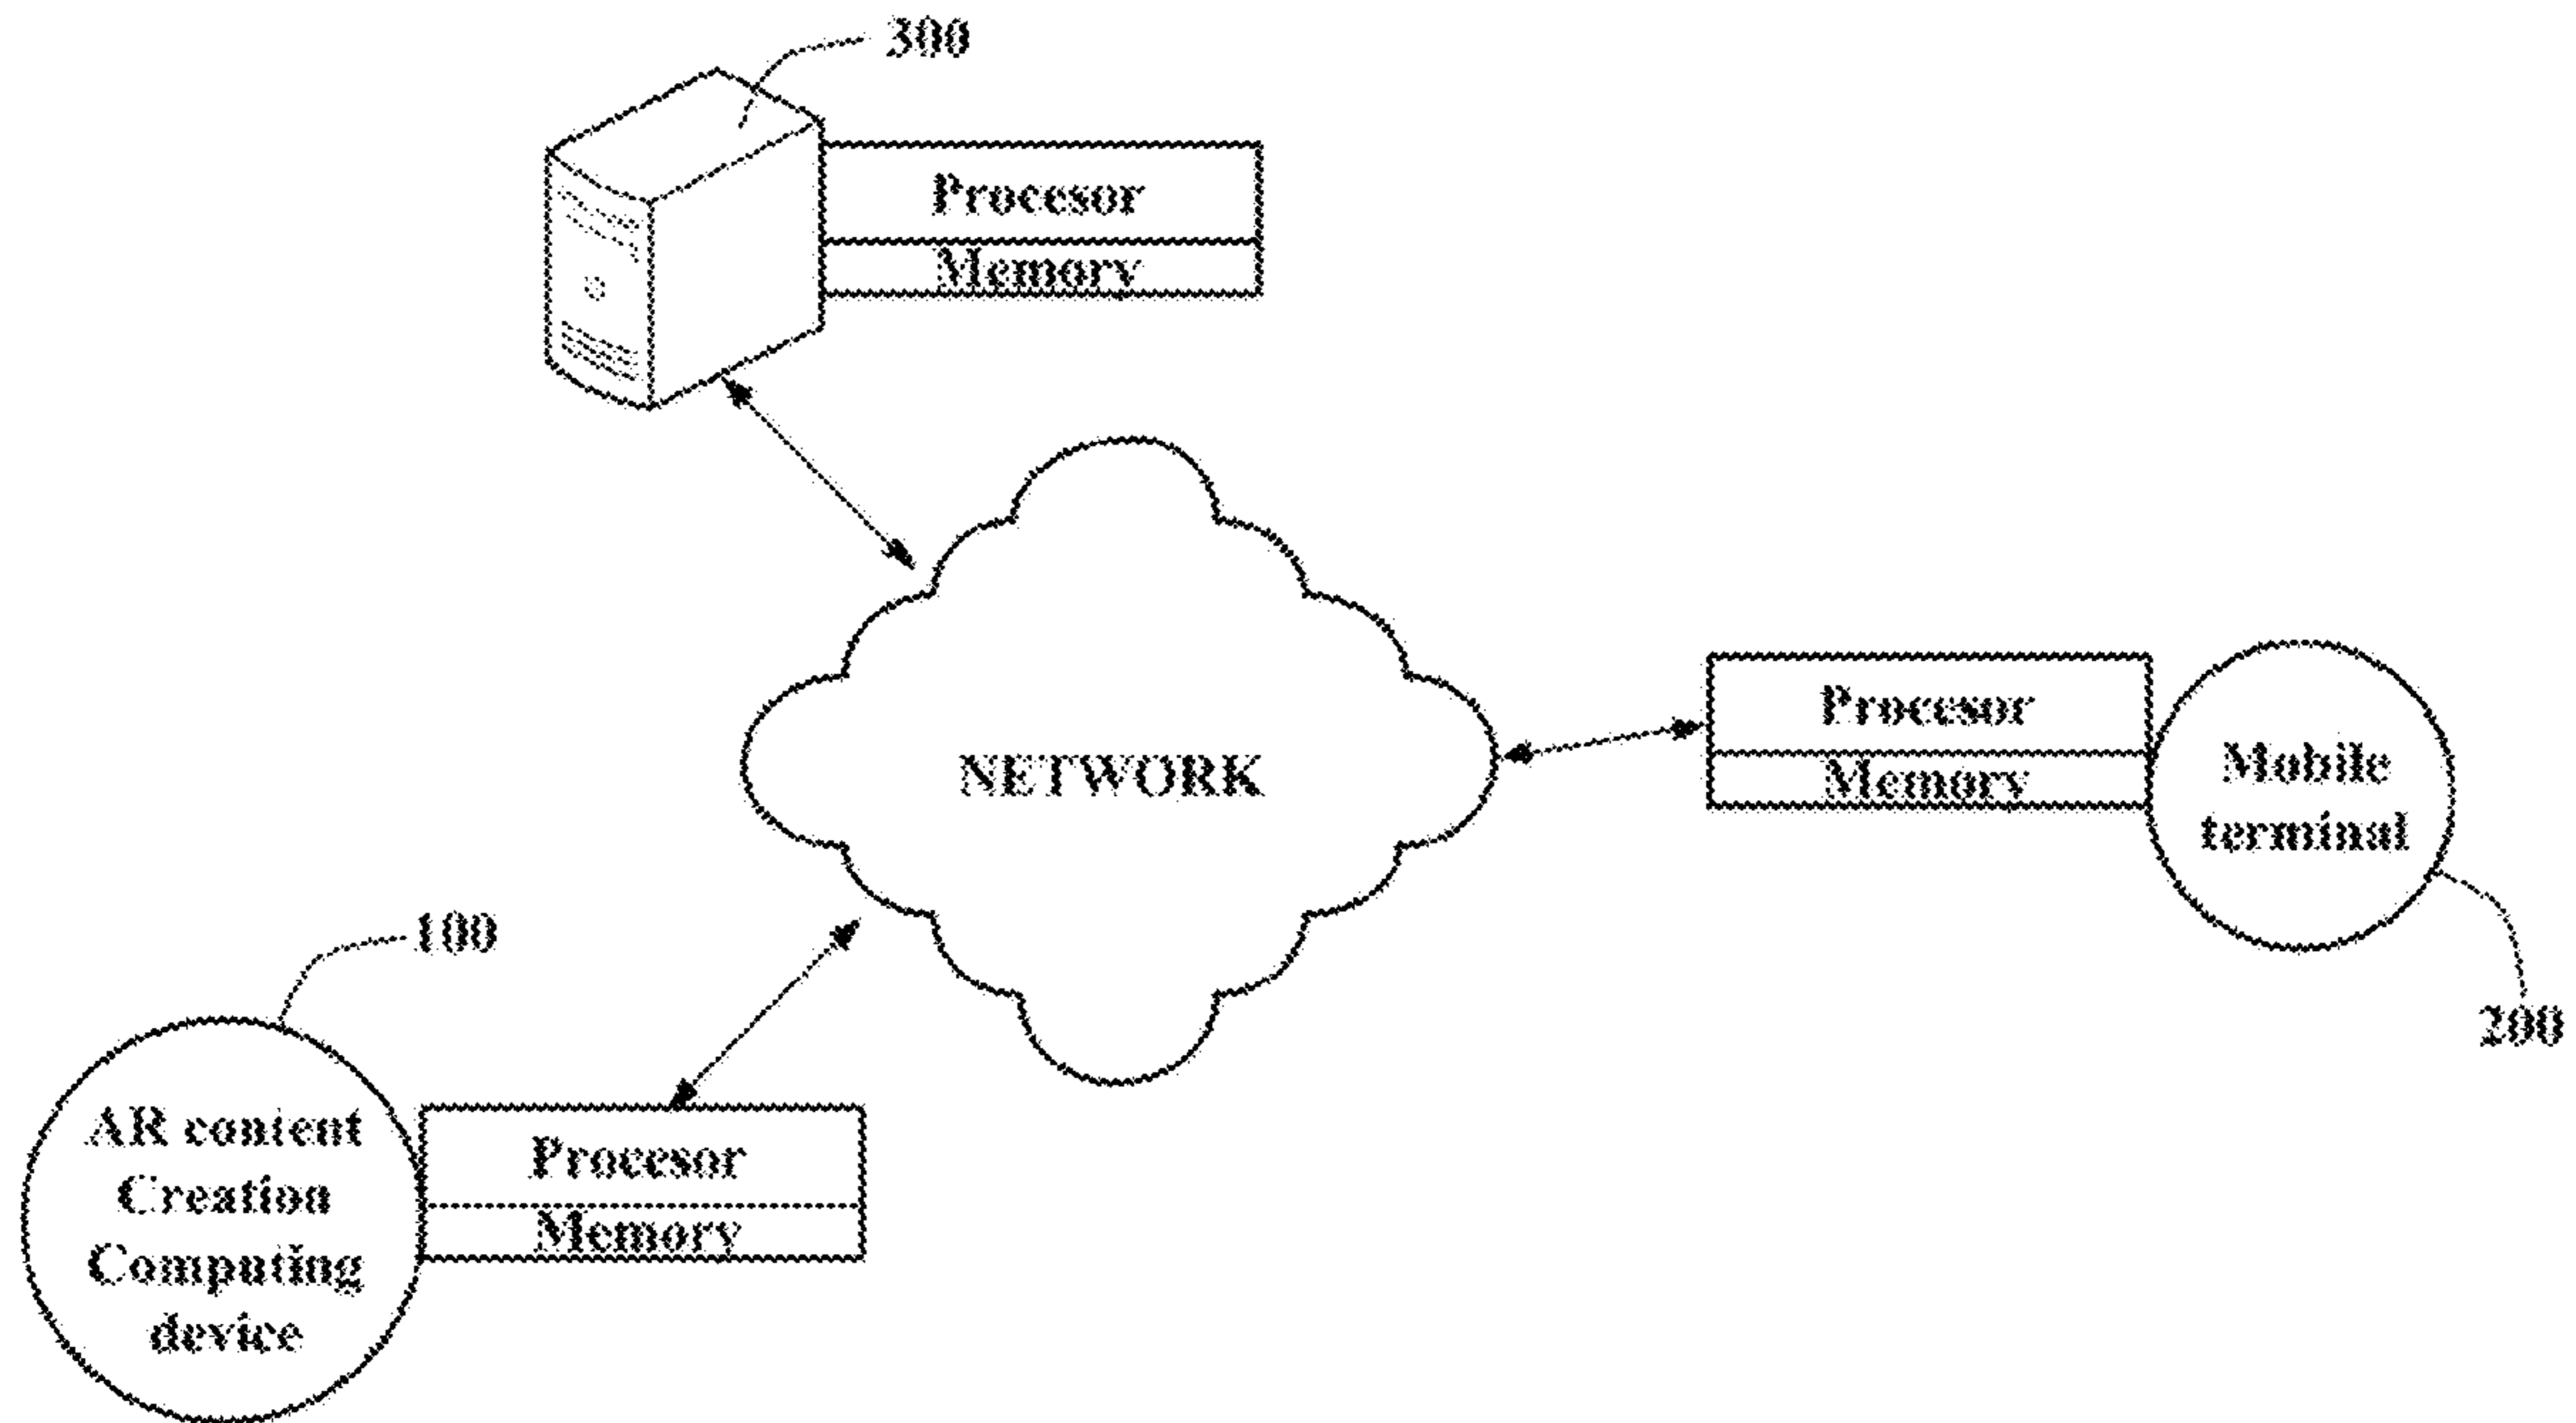 300
Procesor
Memory
NETWORK
Procesor
Memory
Mobile
terminal
200
100
AR content
Creation
Computing
device
Procesor
Memory